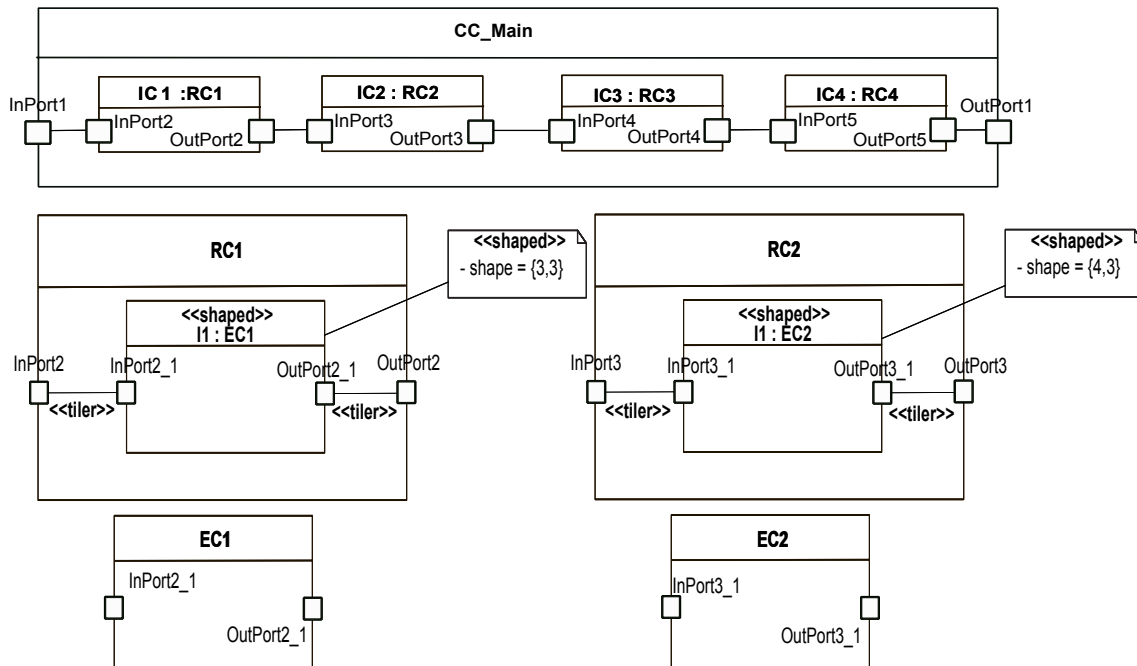 CC_Main
IC 1 :RC1
IC2 : RC2
IC3 : RC3
IC4 : RC4
InPort1
OutPort1
InPort2
OutPort2
InPort3
OutPort3
InPort4
OutPort4
InPort5
OutPort5
RC1
<<shaped>>
- shape = {3,3}
<<shaped>>
I1 : EC1
InPort2
InPort2_1
OutPort2_1
OutPort2
<<tiler>>
<<tiler>>
RC2
<<shaped>>
- shape = {4,3}
<<shaped>>
I1 : EC2
InPort3
InPort3_1
OutPort3_1
OutPort3
<<tiler>>
<<tiler>>
EC1
InPort2_1
OutPort2_1
EC2
InPort3_1
OutPort3_1